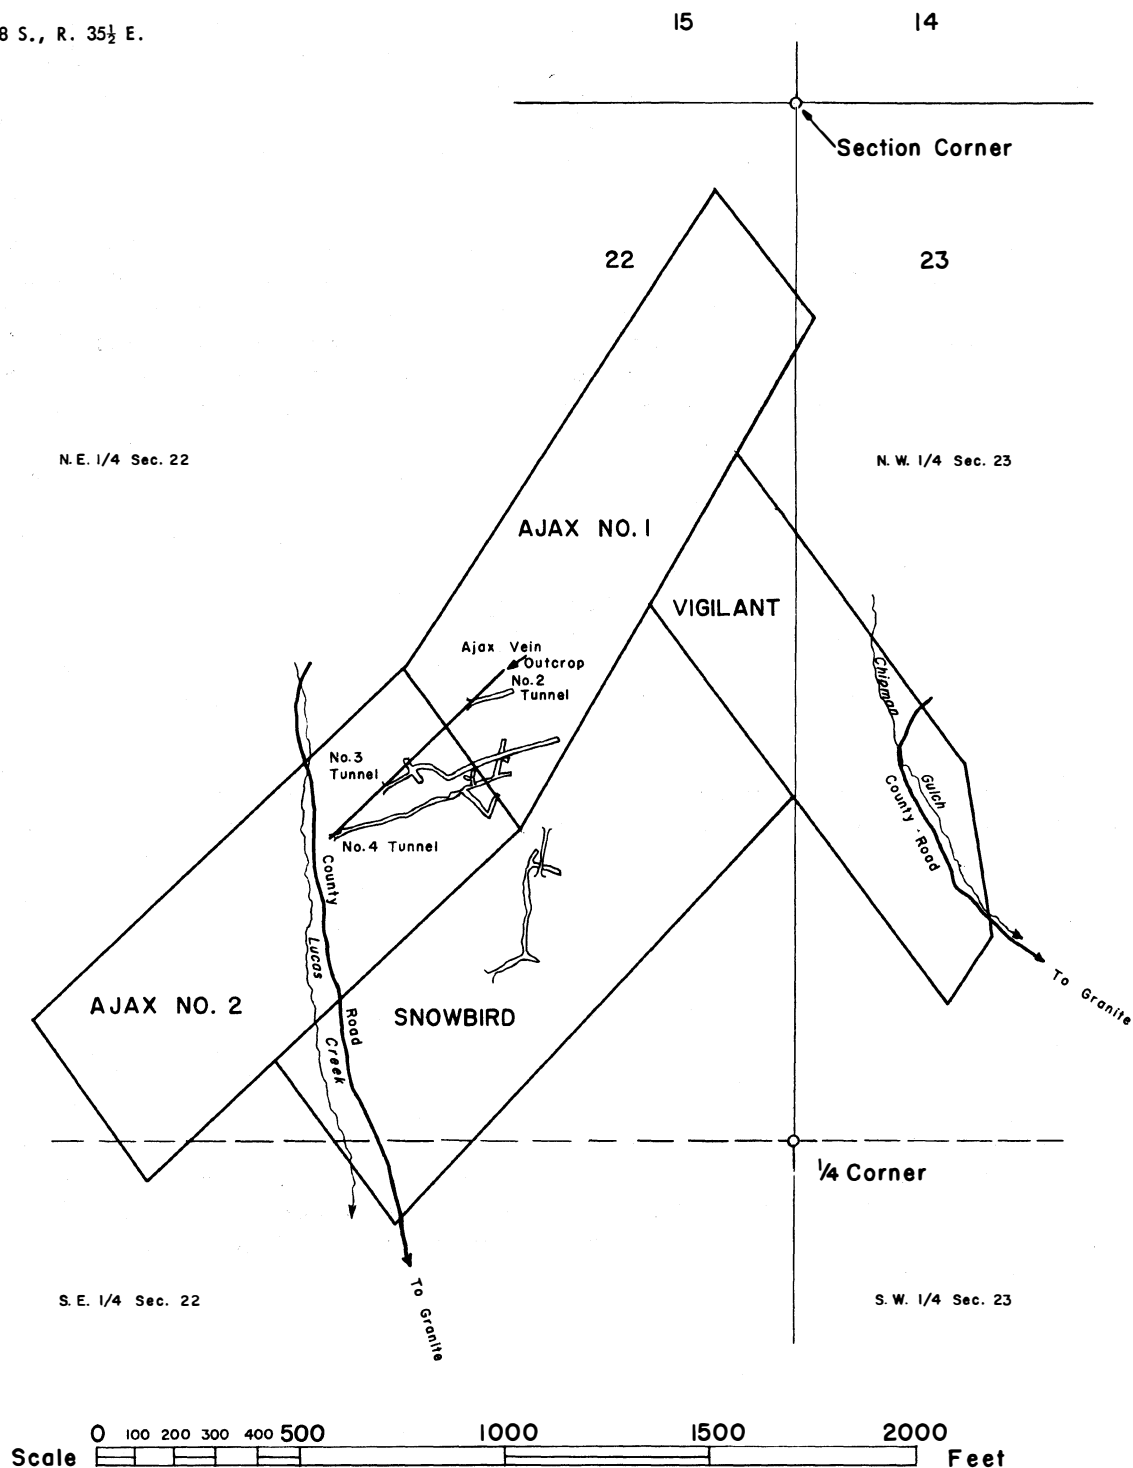 8 S., R. 35½ E.
15
14
Section Corner
22
23
N.E. 1/4 Sec. 22
N.W. 1/4 Sec. 23
AJAX NO. 1
VIGILANT
Ajax Vein
Outcrop
No.2
Tunnel
Chipman
Gulch
No.3
Tunnel
County Road
No.4 Tunnel
County
Road
Lucas
Creek
AJAX NO. 2
SNOWBIRD
To Granite
1/4 Corner
S.E. 1/4 Sec. 22
S.W. 1/4 Sec. 23
To Granite
0 100 200 300 400 500 1000 1500 2000
Scale Feet